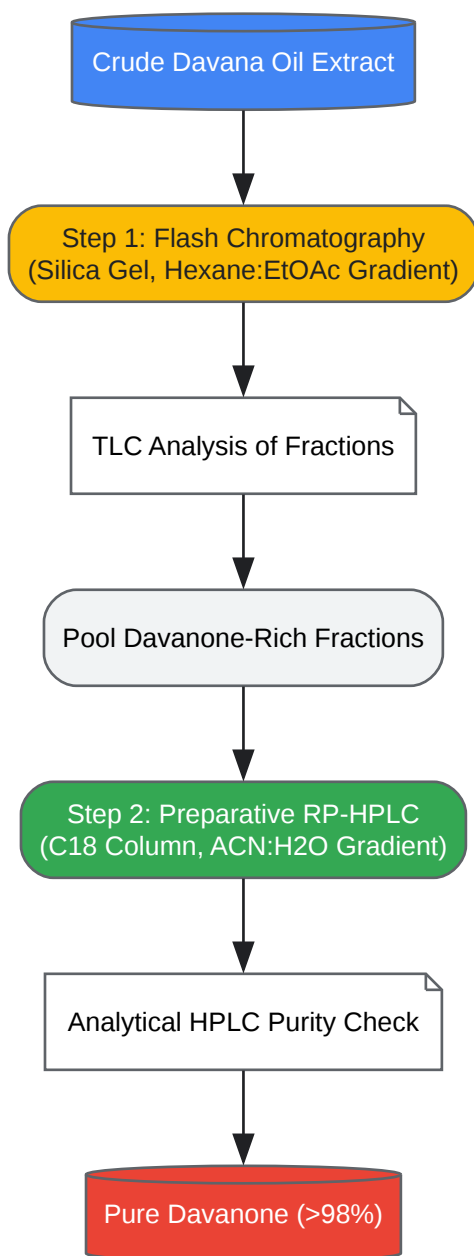 Crude Davana Oil Extract
Step 1: Flash Chromatography
(Silica Gel, Hexane:EtOAc Gradient)
TLC Analysis of Fractions
Pool Davanone-Rich Fractions
Step 2: Preparative RP-HPLC
(C18 Column, ACN:H2O Gradient)
Analytical HPLC Purity Check
Pure Davanone (>98%)